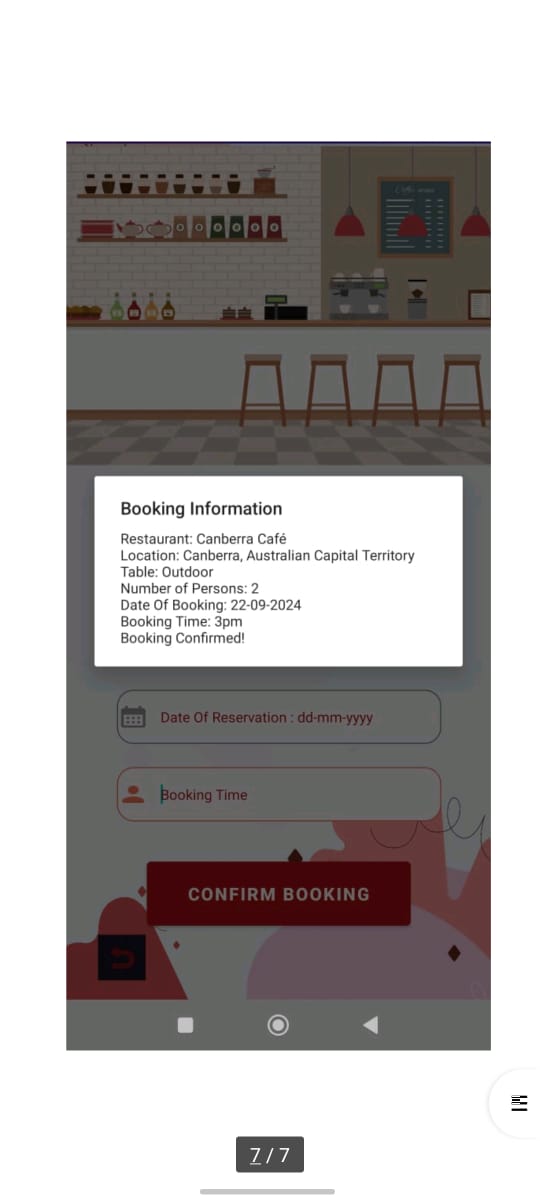 Booking Information
Restaurant: Canberra Café
Location: Canberra, Australian Capital Territory
Table: Outdoor
Number of Persons: 2
Date Of Booking: 22-09-2024
Booking Time: 3pm
Booking Confirmed!
Date Of Reservation : dd-mm-yyyy
Booking Time
CONFIRM BOOKING
7 / 7